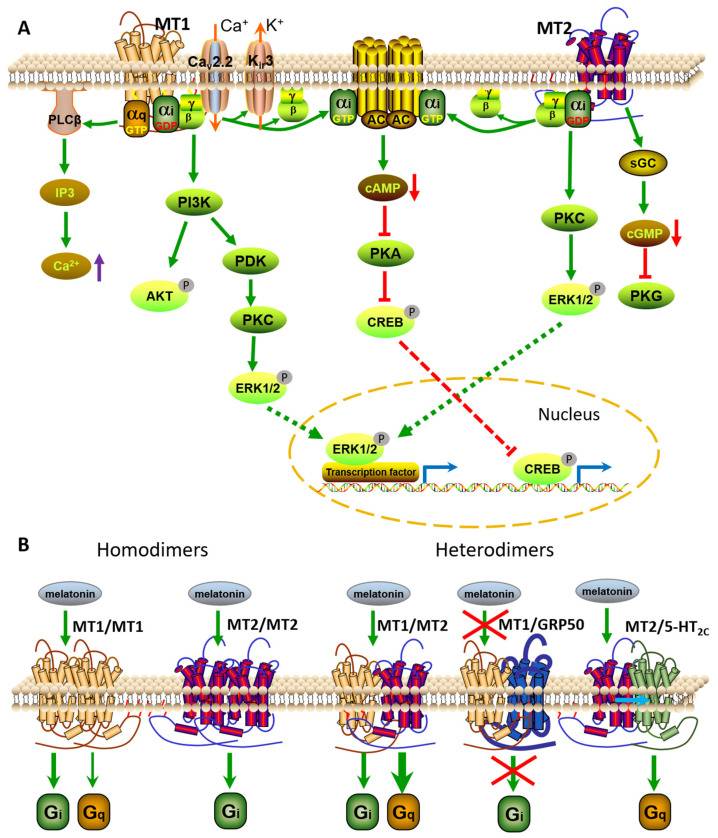 A
MT1
Ca⁺
K⁺
MT2
Caᵥ2.2
Kᵢᵣ3
PLCβ
αq
GTP
αi
GDP
γ
β
γ
β
αi
GTP
AC
AC
αi
GTP
γ
β
γ
β
αi
GDP
IP3
Ca²⁺
PI3K
AKT
P
PDK
PKC
ERK1/2
P
cAMP
PKA
CREB
P
PKC
ERK1/2
P
sGC
cGMP
PKG
Nucleus
ERK1/2
P
Transcription factor
CREB
P
B
Homodimers
Heterodimers
melatonin
melatonin
melatonin
melatonin
melatonin
MT1/MT1
MT2/MT2
MT1/MT2
MT1/GRP50
MT2/5-HT₂C
Gi
Gq
Gi
Gi
Gq
Gi
Gq